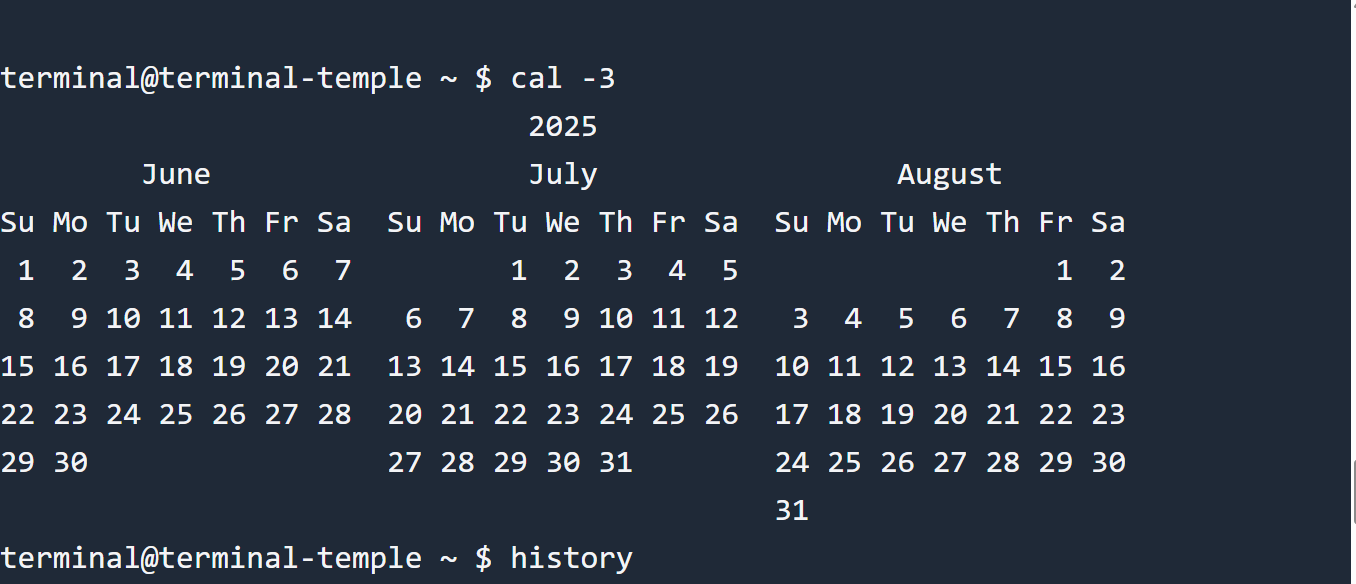 terminal@terminal-temple ~ $ cal -3
                              2025
        June                  July                 August
Su Mo Tu We Th Fr Sa  Su Mo Tu We Th Fr Sa  Su Mo Tu We Th Fr Sa
 1  2  3  4  5  6  7         1  2  3  4  5                  1  2
 8  9 10 11 12 13 14   6  7  8  9 10 11 12   3  4  5  6  7  8  9
15 16 17 18 19 20 21  13 14 15 16 17 18 19  10 11 12 13 14 15 16
22 23 24 25 26 27 28  20 21 22 23 24 25 26  17 18 19 20 21 22 23
29 30                 27 28 29 30 31        24 25 26 27 28 29 30
                                            31
terminal@terminal-temple ~ $ history